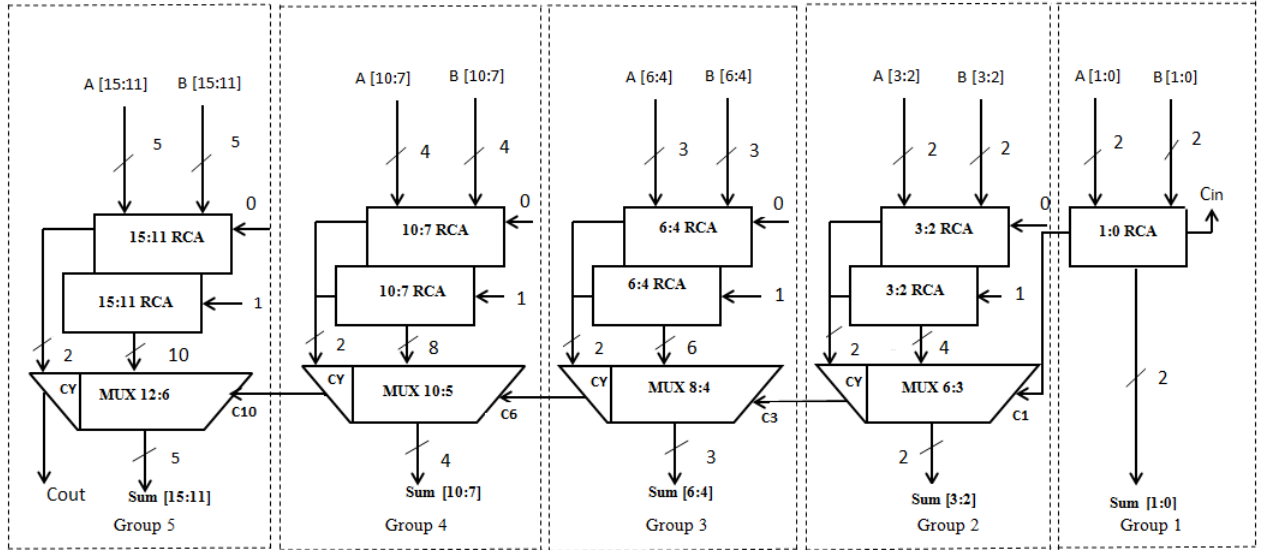 A [15:11] B [15:11] A [10:7] B [10:7] A [6:4] B [6:4] A [3:2] B [3:2] A [1:0] B [1:0]
5 5 4 4 3 3 2 2 2 2
0 0 0 0 Cin
15:11 RCA 10:7 RCA 6:4 RCA 3:2 RCA 1:0 RCA
15:11 RCA 1 10:7 RCA 1 6:4 RCA 1 3:2 RCA 1
2 10 2 8 2 6 2 4
CY MUX 12:6 C10 CY MUX 10:5 C6 CY MUX 8:4 C3 CY MUX 6:3 C1 2
5 4 3 2
Cout Sum [15:11] Sum [10:7] Sum [6:4] Sum [3:2] Sum [1:0]
Group 5 Group 4 Group 3 Group 2 Group 1